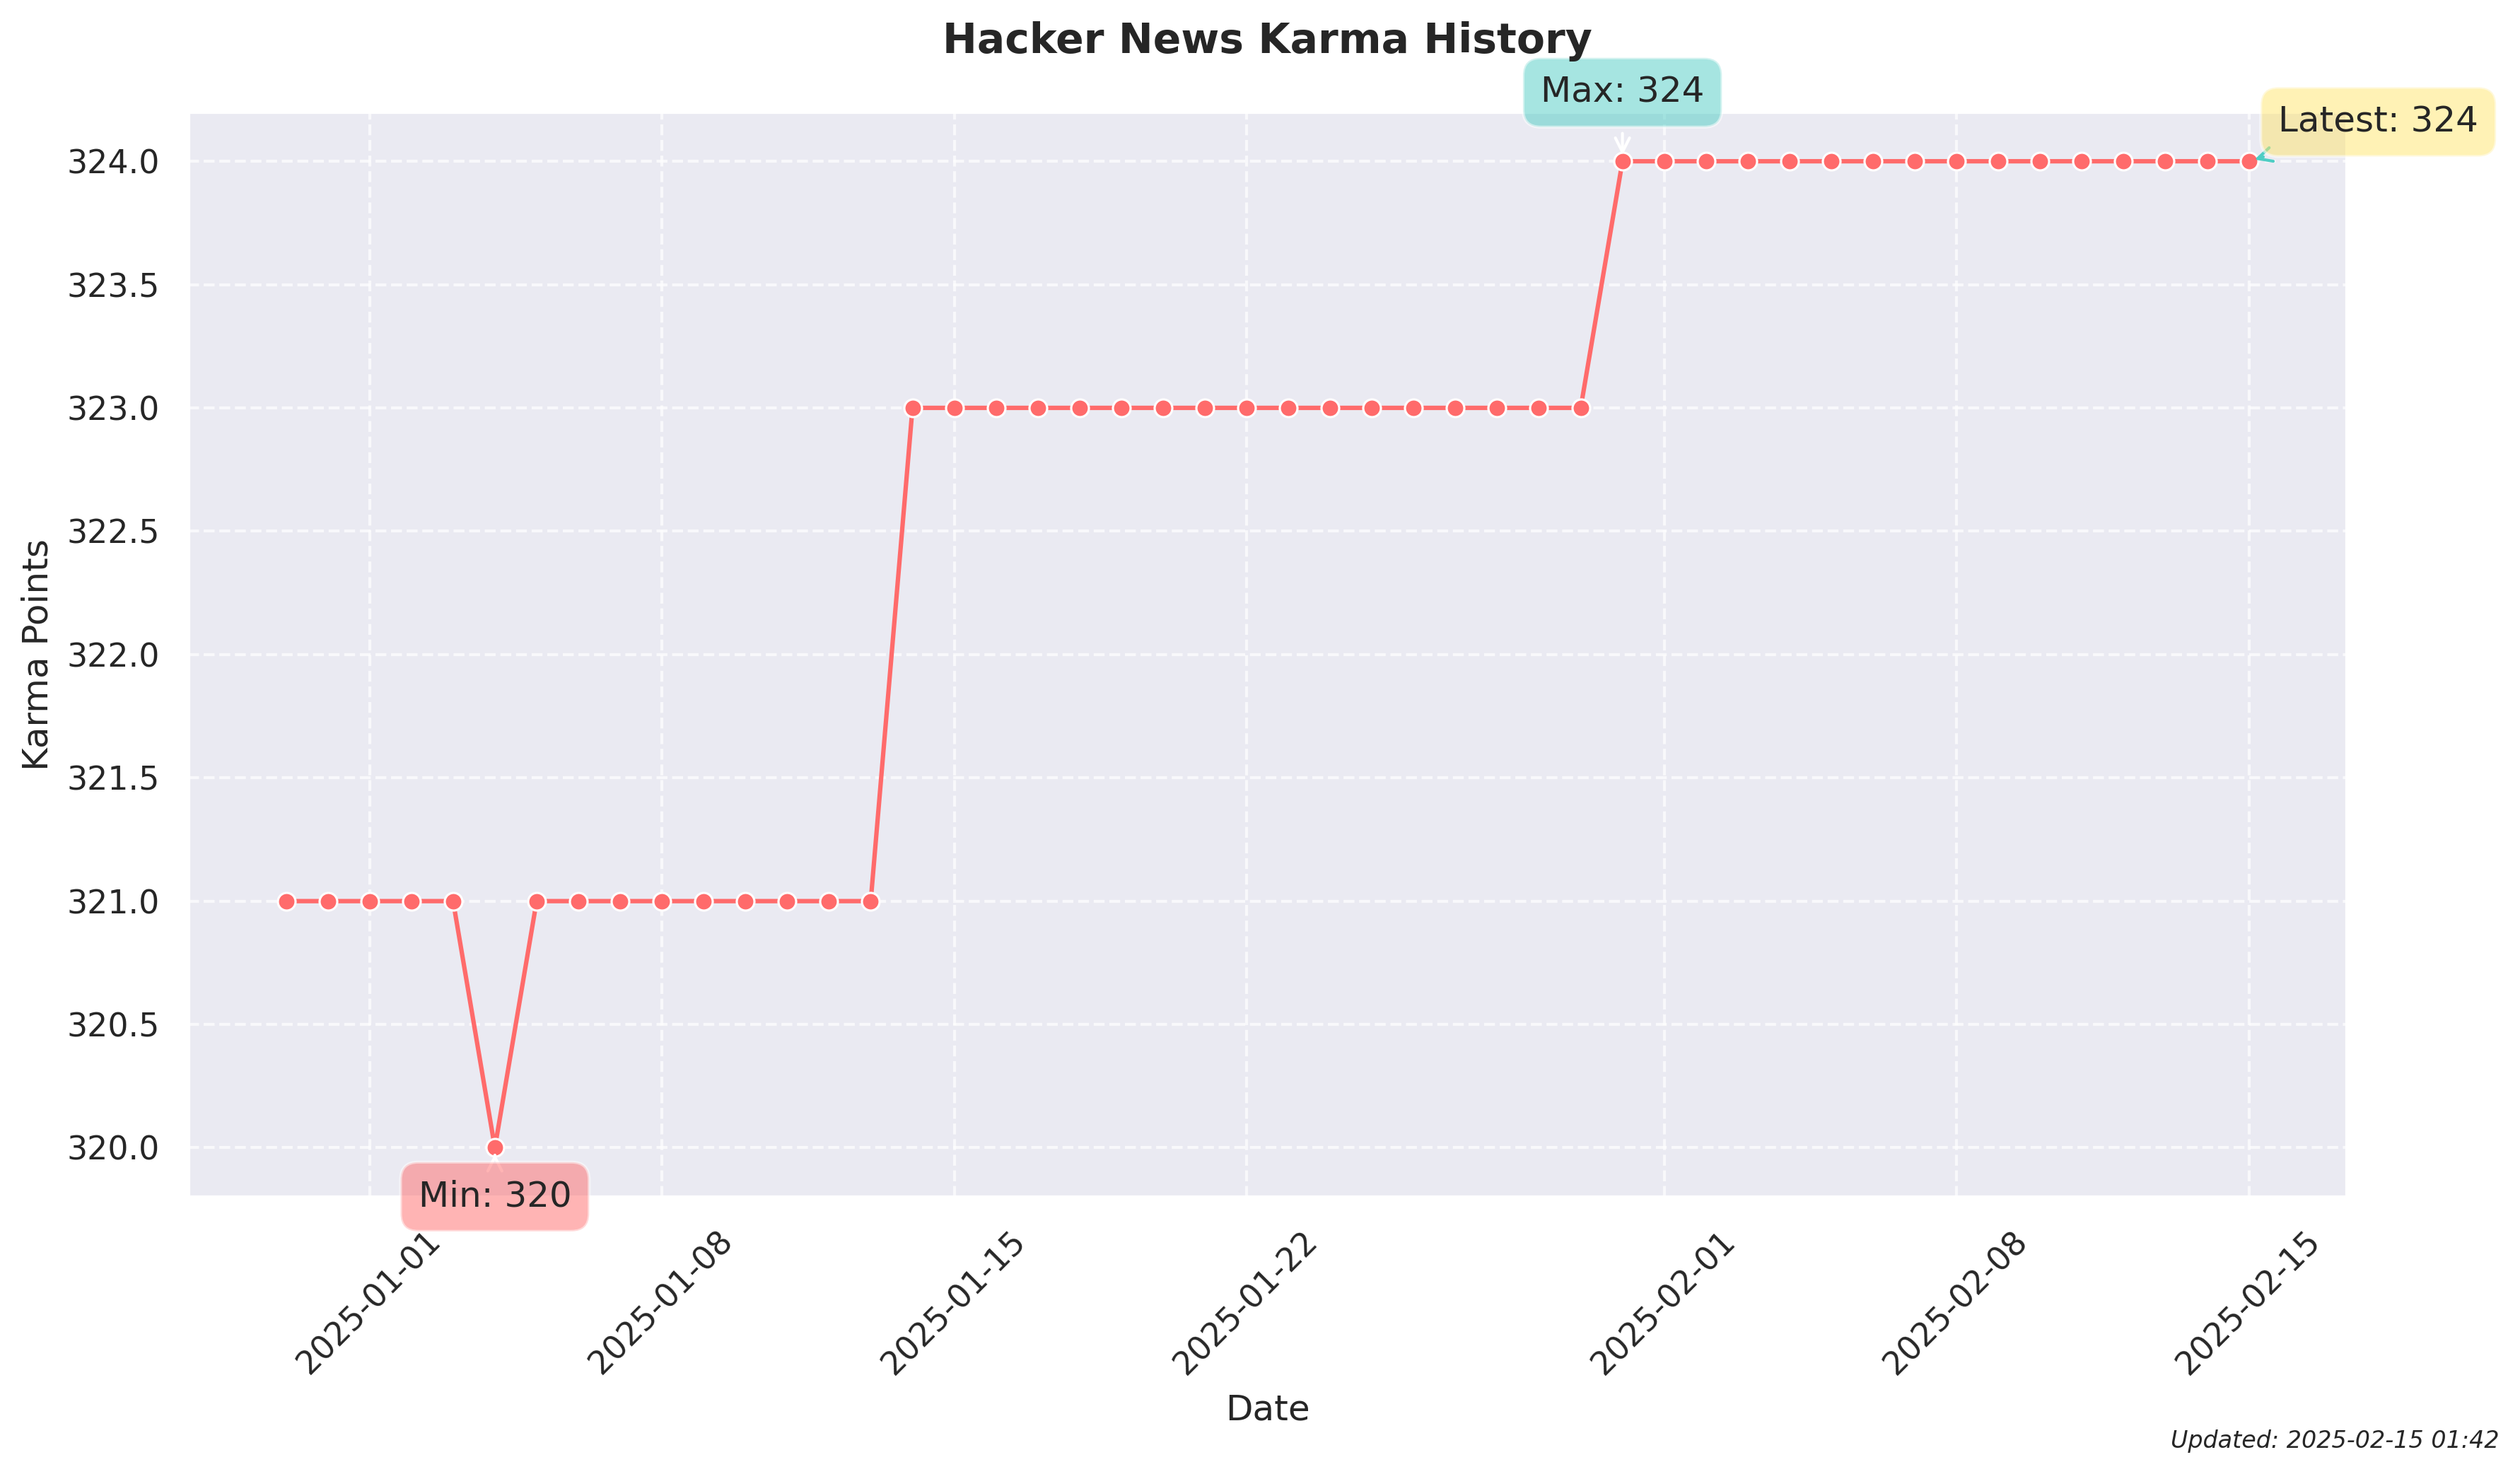 Hacker News Karma History
Max: 324
Latest: 324
324.0
323.5
323.0
322.5
322.0
321.5
321.0
320.5
320.0
Karma Points
Min: 320
2025-01-01
2025-01-08
2025-01-15
2025-01-22
2025-02-01
2025-02-08
2025-02-15
Date
Updated: 2025-02-15 01:42